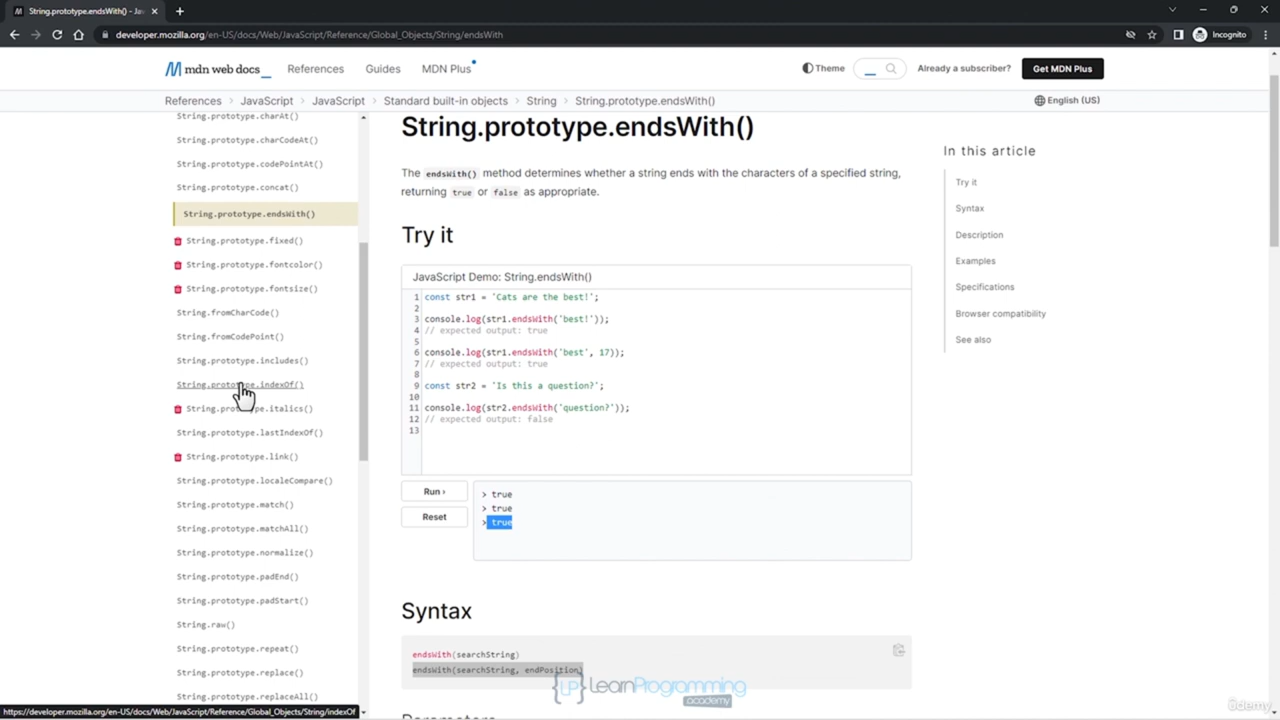 String.prototype.endsWith() - Jav
developer.mozilla.org/en-US/docs/Web/JavaScript/Reference/Global_Objects/String/endsWith
Incognito
mdn web docs_
References
Guides
MDN Plus
Theme
Already a subscriber?
Get MDN Plus
References
JavaScript
JavaScript
Standard built-in objects
String
String.prototype.endsWith()
English (US)
String.prototype.charAt()
String.prototype.charCodeAt()
String.prototype.codePointAt()
String.prototype.concat()
String.prototype.endsWith()
String.prototype.fixed()
String.prototype.fontcolor()
String.prototype.fontsize()
String.fromCharCode()
String.fromCodePoint()
String.prototype.includes()
String.prototype.indexOf()
String.prototype.italics()
String.prototype.lastIndexOf()
String.prototype.link()
String.prototype.localeCompare()
String.prototype.match()
String.prototype.matchAll()
String.prototype.normalize()
String.prototype.padEnd()
String.prototype.padStart()
String.raw()
String.prototype.repeat()
String.prototype.replace()
String.prototype.replaceAll()
String.prototype.endsWith()
The endsWith() method determines whether a string ends with the characters of a specified string,
returning true or false as appropriate.
Try it
JavaScript Demo: String.endsWith()
1 const str1 = 'Cats are the best!';
2
3 console.log(str1.endsWith('best!'));
4 // expected output: true
5
6 console.log(str1.endsWith('best', 17));
7 // expected output: true
8
9 const str2 = 'Is this a question?';
10
11 console.log(str2.endsWith('question?'));
12 // expected output: false
13
Run ›
Reset
> true
> true
> true
Syntax
endsWith(searchString)
endsWith(searchString, endPosition)
Parameters
In this article
Try it
Syntax
Description
Examples
Specifications
Browser compatibility
See also
{LP} LearnProgramming
academy
ûdemy
https://developer.mozilla.org/en-US/docs/Web/JavaScript/Reference/Global_Objects/String/indexOf